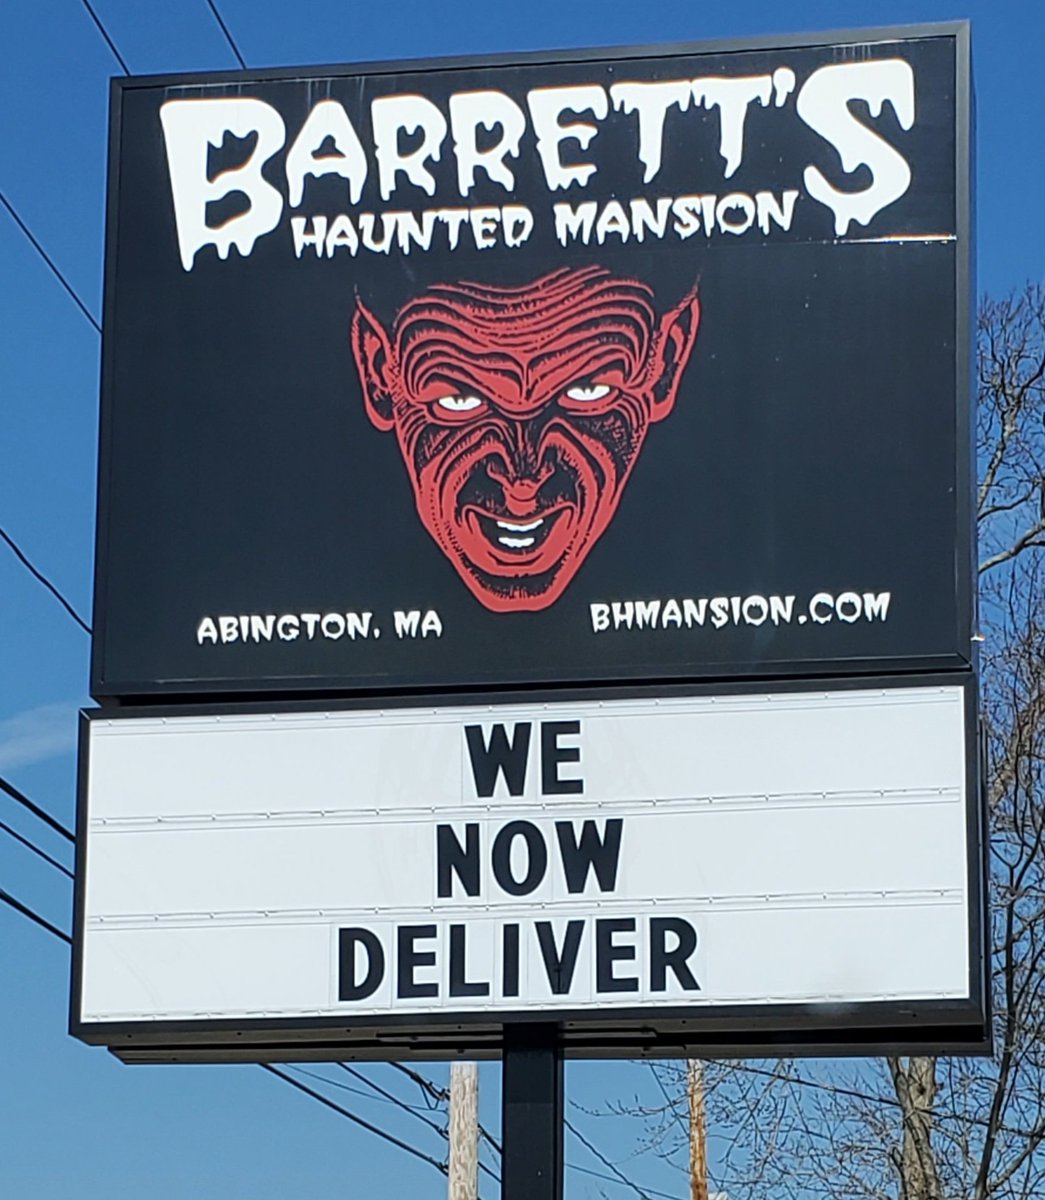 BARRETT'S
HAUNTED MANSION
ABINGTON, MA
BHMANSION.COM
WE
NOW
DELIVER